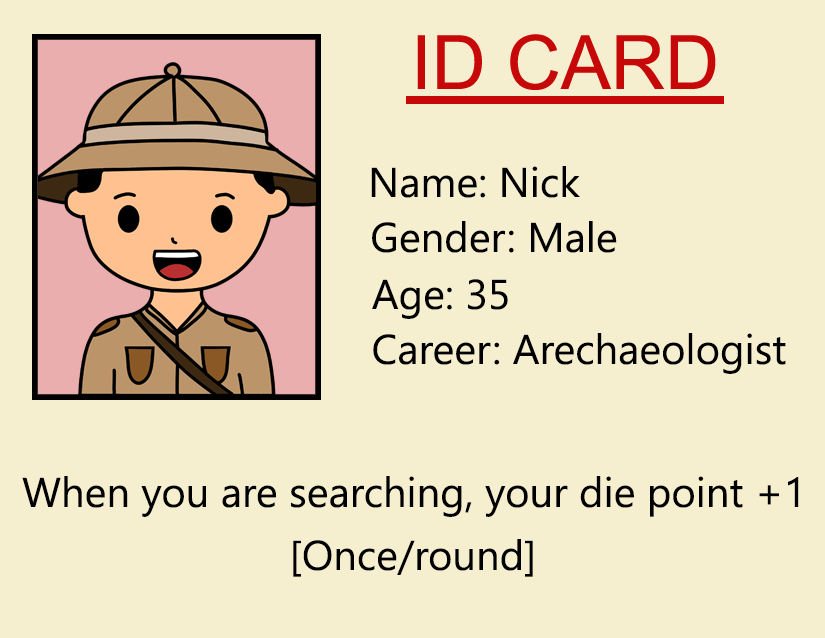 ID CARD
Name: Nick
Gender: Male
Age: 35
Career: Arechaeologist
When you are searching, your die point +1
[Once/round]